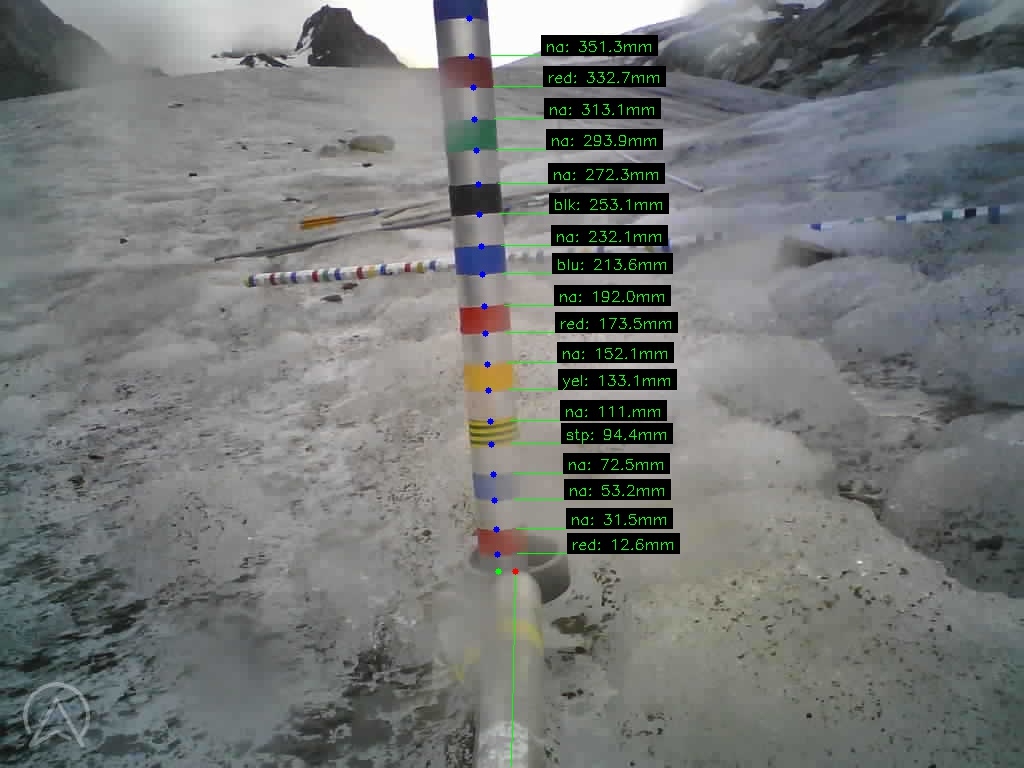 na: 351.3mm
red: 332.7mm
na: 313.1mm
na: 293.9mm
na: 272.3mm
blk: 253.1mm
na: 232.1mm
blu: 213.6mm
na: 192.0mm
red: 173.5mm
na: 152.1mm
yel: 133.1mm
na: 111.mm
stp: 94.4mm
na: 72.5mm
na: 53.2mm
na: 31.5mm
red: 12.6mm